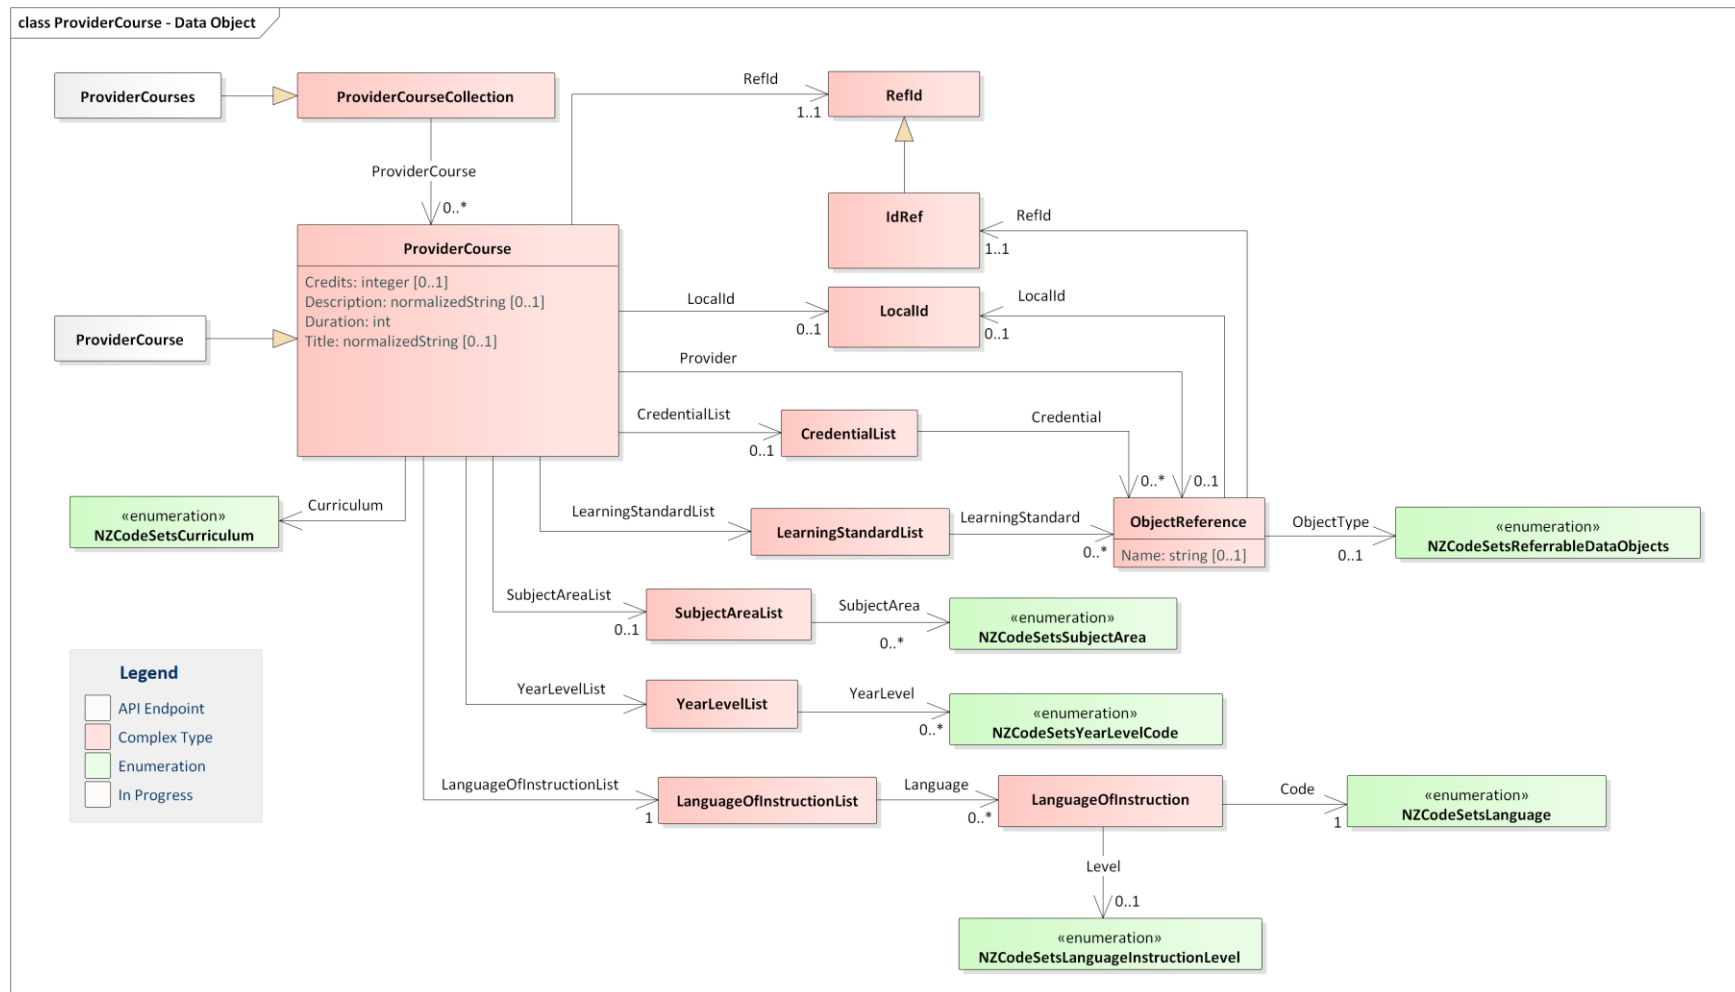 class ProviderCourse - Data Object
ProviderCourses
ProviderCourseCollection
RefId
1..1
RefId
ProviderCourse
0..*
IdRef
RefId
1..1
ProviderCourse
Credits: integer [0..1]
Description: normalizedString [0..1]
Duration: int
Title: normalizedString [0..1]
ProviderCourse
LocalId
0..1
LocalId
LocalId
0..1
Provider
0..1
CredentialList
0..1
CredentialList
Credential
0..*
Curriculum
«enumeration»
NZCodeSetsCurriculum
LearningStandardList
LearningStandardList
LearningStandard
0..*
ObjectReference
Name: string [0..1]
ObjectType
0..1
«enumeration»
NZCodeSetsReferrableDataObjects
SubjectAreaList
0..1
SubjectAreaList
SubjectArea
0..*
«enumeration»
NZCodeSetsSubjectArea
YearLevelList
YearLevelList
YearLevel
0..*
«enumeration»
NZCodeSetsYearLevelCode
LanguageOfInstructionList
1
LanguageOfInstructionList
Language
0..*
LanguageOfInstruction
Code
1
«enumeration»
NZCodeSetsLanguage
Level
0..1
«enumeration»
NZCodeSetsLanguageInstructionLevel
Legend
API Endpoint
Complex Type
Enumeration
In Progress